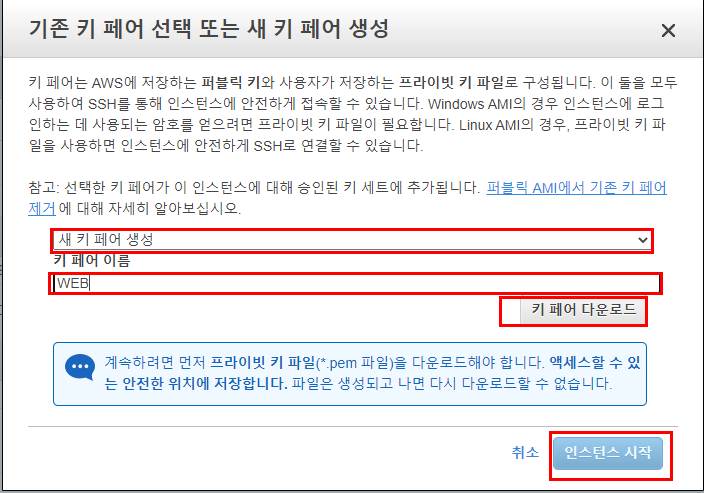 기존 키 페어 선택 또는 새 키 페어 생성
키 페어는 AWS에 저장하는 퍼블릭 키와 사용자가 저장하는 프라이빗 키 파일로 구성됩니다. 이 둘을 모두
사용하여 SSH를 통해 인스턴스에 안전하게 접속할 수 있습니다. Windows AMI의 경우 인스턴스에 로그
인하는 데 사용되는 암호를 얻으려면 프라이빗 키 파일이 필요합니다. Linux AMI의 경우, 프라이빗 키 파
일을 사용하면 인스턴스에 안전하게 SSH로 연결할 수 있습니다.
참고: 선택한 키 페어가 이 인스턴스에 대해 승인된 키 세트에 추가됩니다. 퍼블릭 AMI에서 기존 키 페어
제거에 대해 자세히 알아보십시오.
새 키 페어 생성
키 페어 이름
WEB
키 페어 다운로드
계속하려면 먼저 프라이빗 키 파일(*.pem 파일)을 다운로드해야 합니다. 액세스할 수 있
는 안전한 위치에 저장합니다. 파일은 생성되고 나면 다시 다운로드할 수 없습니다.
취소 인스턴스 시작